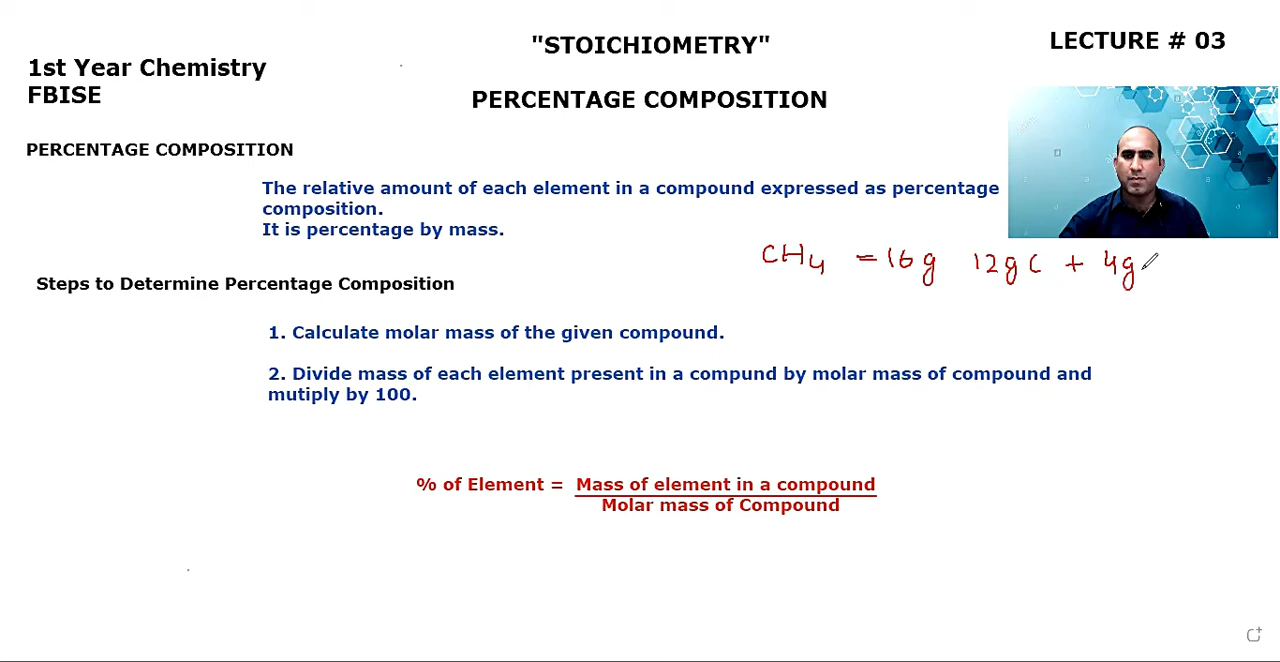 "STOICHIOMETRY"
LECTURE # 03
1st Year Chemistry
FBISE
PERCENTAGE COMPOSITION
PERCENTAGE COMPOSITION
The relative amount of each element in a compound expressed as percentage
composition.
It is percentage by mass.
CH4 = 16g 12gC + 4g
Steps to Determine Percentage Composition
1. Calculate molar mass of the given compound.
2. Divide mass of each element present in a compund by molar mass of compound and
mutiply by 100.
% of Element = Mass of element in a compound
Molar mass of Compound